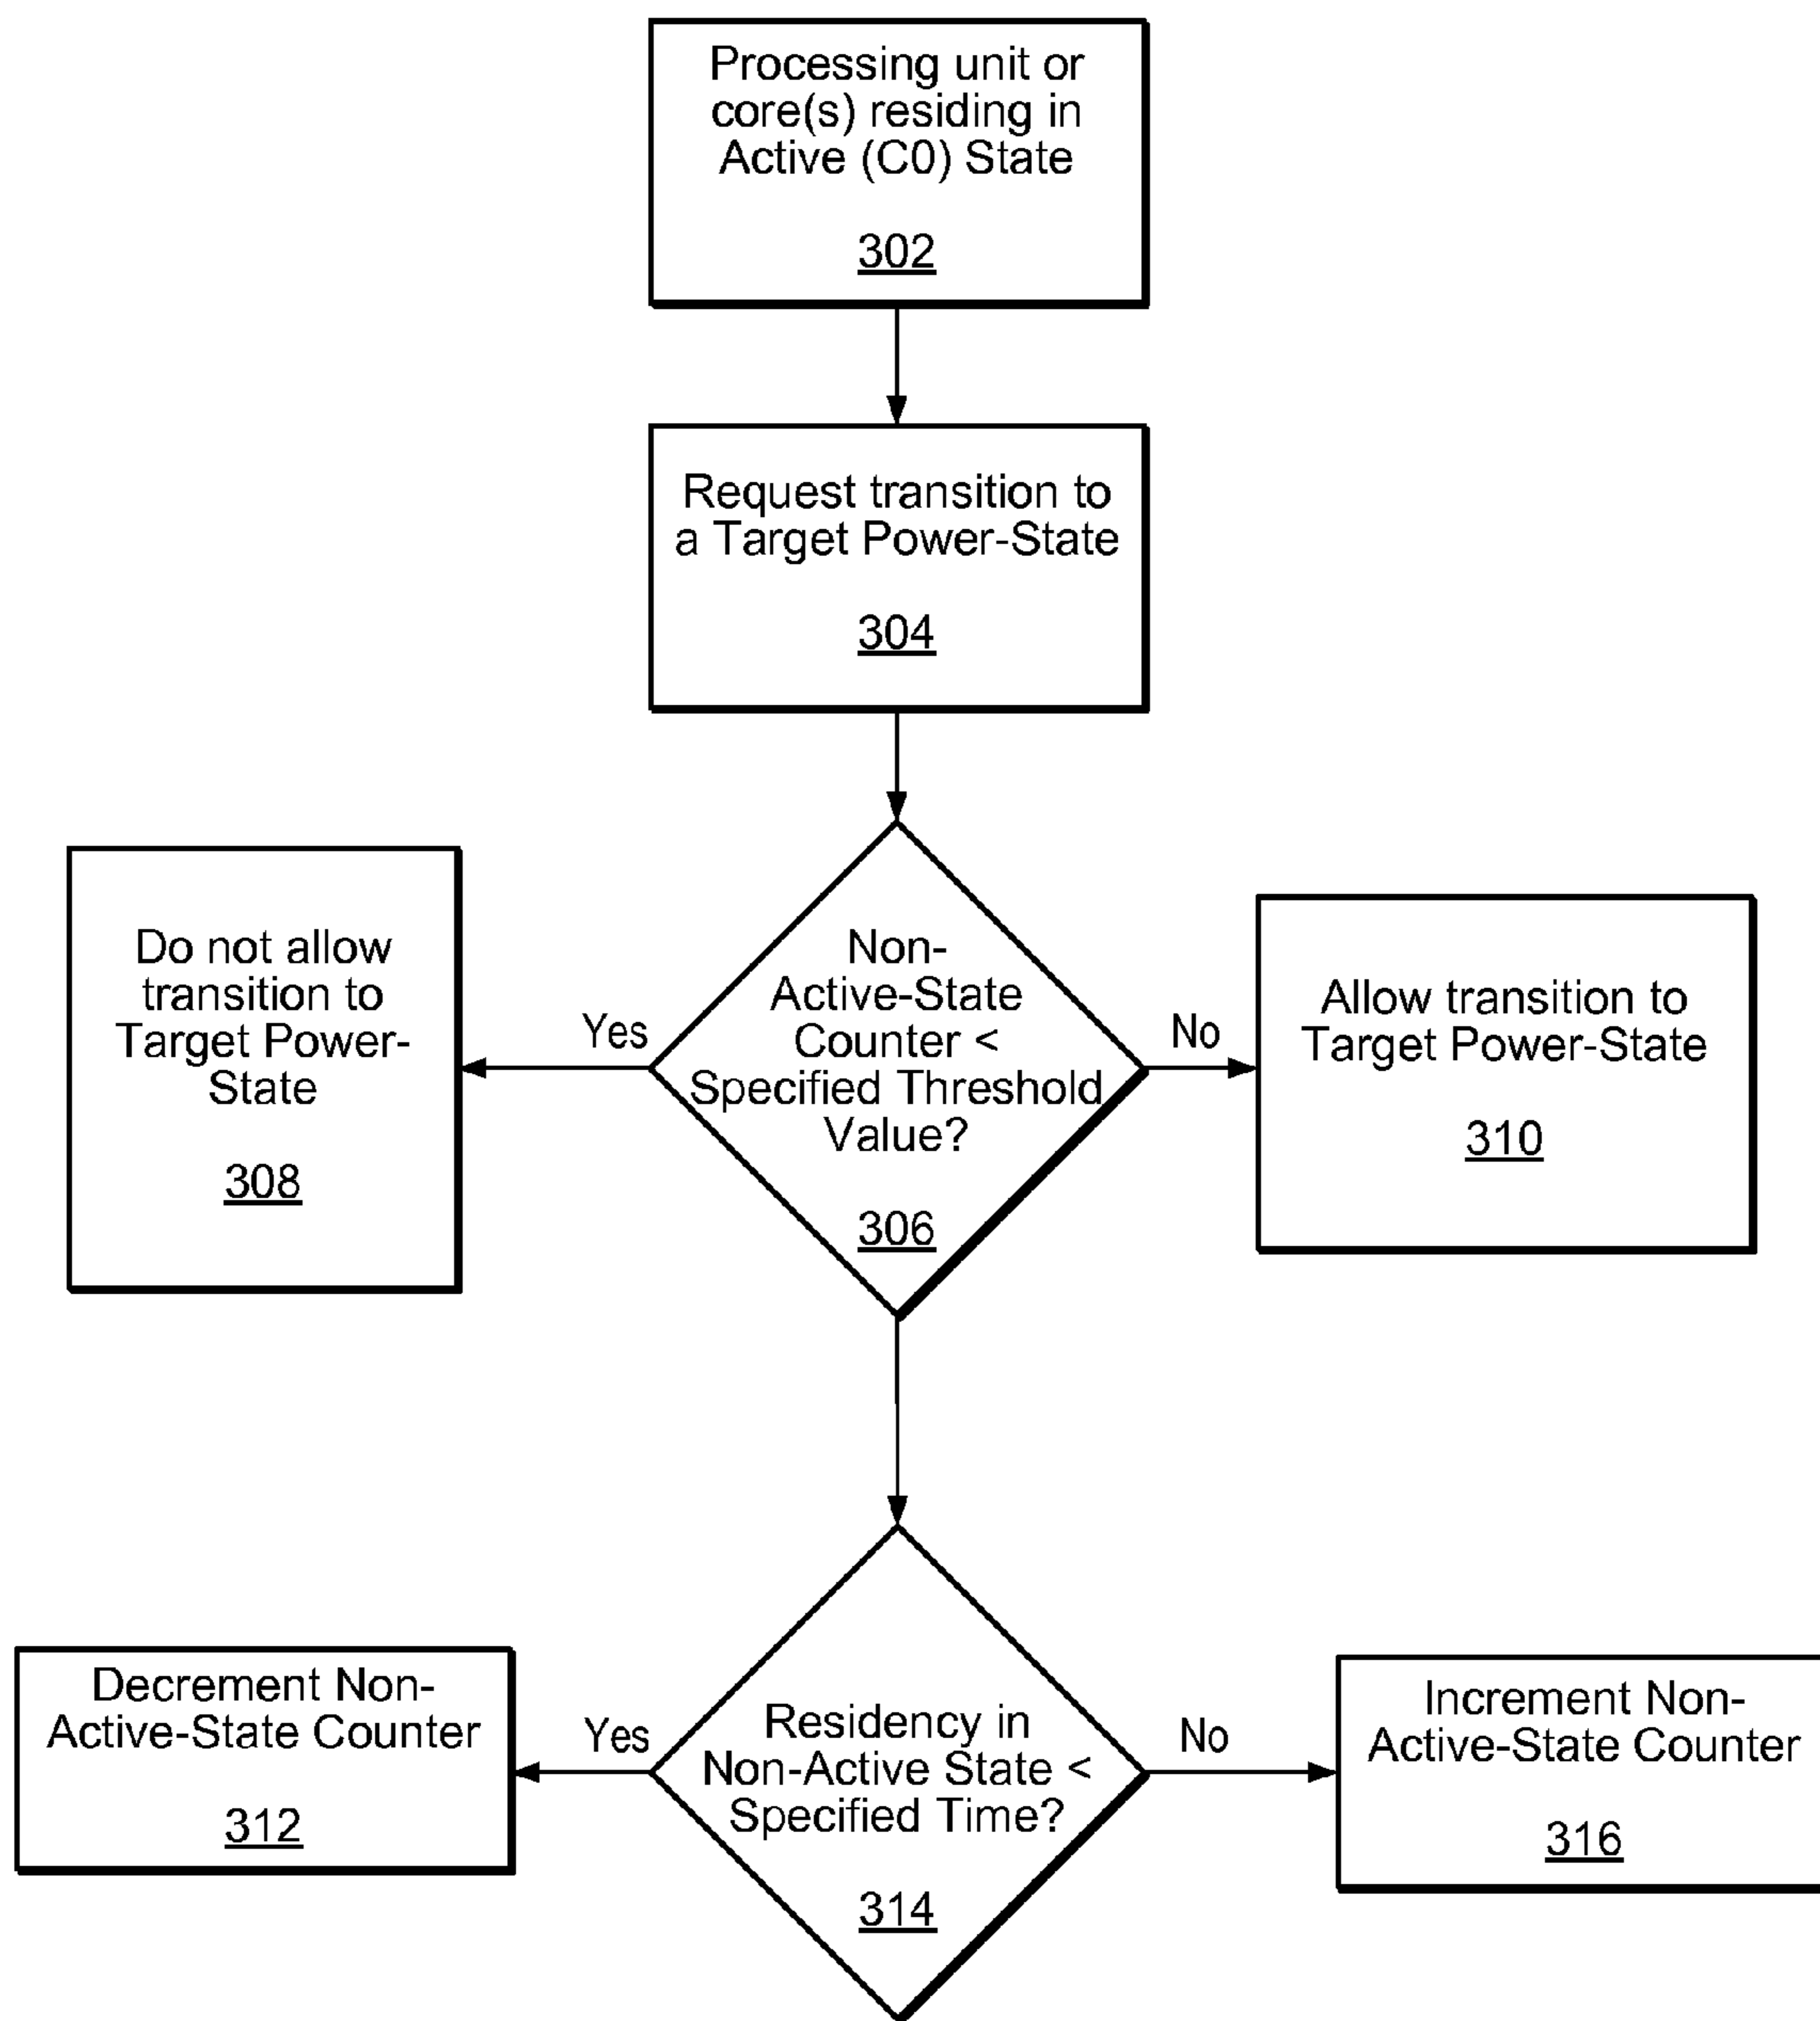 Processing unit or
core(s) residing in
Active (C0) State
302
Request transition to
a Target Power-State
304
Non-
Active-State
Counter <
Specified Threshold
Value?
306
Yes
No
Do not allow
transition to
Target Power-
State
308
Allow transition to
Target Power-State
310
Residency in
Non-Active State <
Specified Time?
314
Yes
No
Decrement Non-
Active-State Counter
312
Increment Non-
Active-State Counter
316